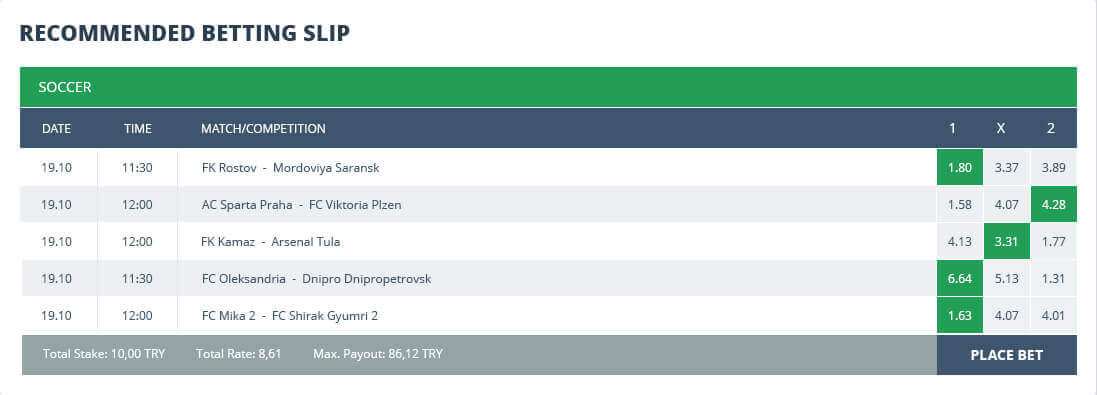 RECOMMENDED BETTING SLIP
SOCCER
DATE TIME MATCH/COMPETITION 1 X 2
19.10 11:30 FK Rostov - Mordoviya Saransk 1.80 3.37 3.89
19.10 12:00 AC Sparta Praha - FC Viktoria Plzen 1.58 4.07 4.28
19.10 12:00 FK Kamaz - Arsenal Tula 4.13 3.31 1.77
19.10 11:30 FC Oleksandria - Dnipro Dnipropetrovsk 6.64 5.13 1.31
19.10 12:00 FC Mika 2 - FC Shirak Gyumri 2 1.63 4.07 4.01
Total Stake: 10,00 TRY Total Rate: 8,61 Max. Payout: 86,12 TRY PLACE BET